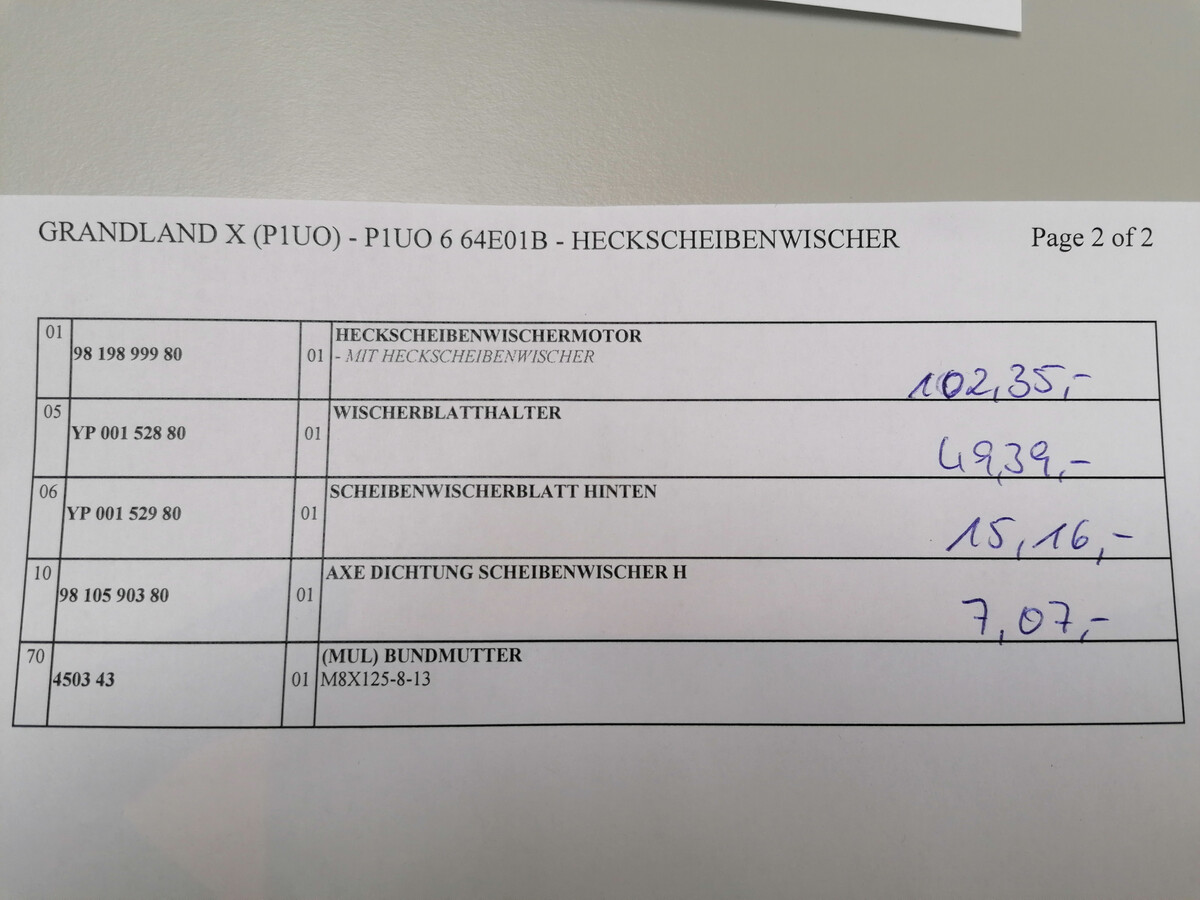 GRANDLAND X (P1UO) - P1UO 6 64E01B - HECKSCHEIBENWISCHER Page 2 of 2
01 98 198 999 80 01 HECKSCHEIBENWISCHERMOTOR
- MIT HECKSCHEIBENWISCHER
102,35,-
05 YP 001 528 80 01 WISCHERBLATTHALTER
49,39,-
06 YP 001 529 80 01 SCHEIBENWISCHERBLATT HINTEN
15,16,-
10 98 105 903 80 01 AXE DICHTUNG SCHEIBENWISCHER H
7,07,-
70 4503 43 01 (MUL) BUNDMUTTER
M8X125-8-13